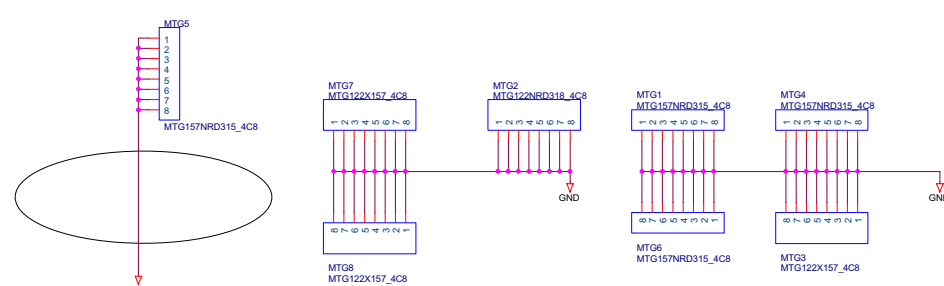 MTG5
1
2
3
4
5
6
7
8
MTG157NRD315_4C8
MTG7
MTG122X157_4C8
1 2 3 4 5 6 7 8
MTG2
MTG122NRD318_4C8
1 2 3 4 5 6 7 8
MTG1
MTG157NRD315_4C8
1 2 3 4 5 6 7 8
MTG4
MTG157NRD315_4C8
1 2 3 4 5 6 7 8
GND
GND
8 7 6 5 4 3 2 1
MTG8
MTG122X157_4C8
8 7 6 5 4 3 2 1
MTG6
MTG157NRD315_4C8
8 7 6 5 4 3 2 1
MTG3
MTG122X157_4C8